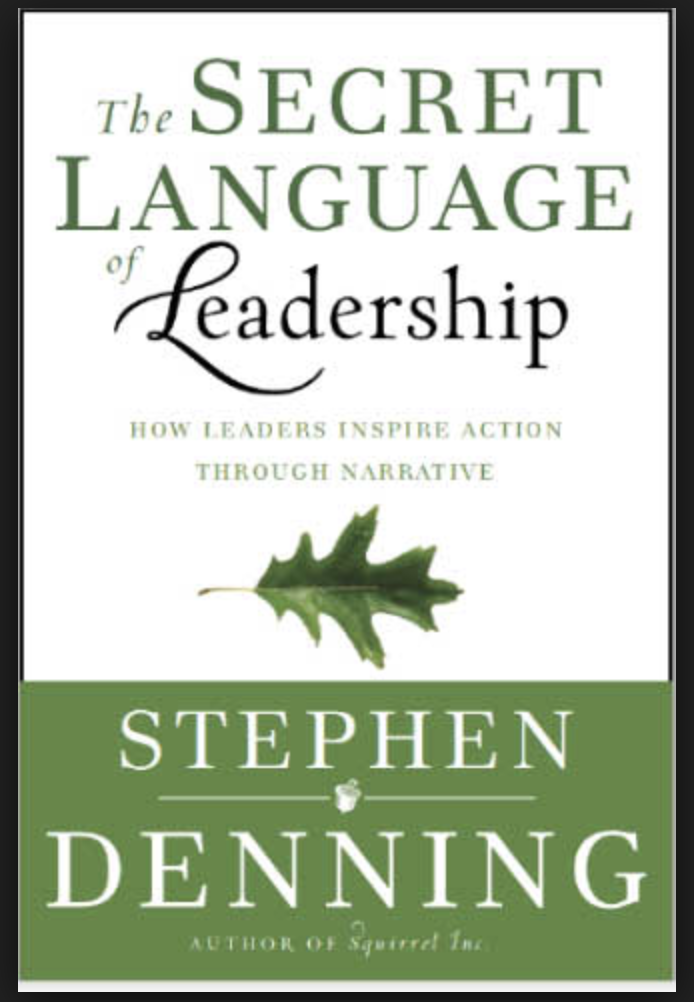 The SECRET
LANGUAGE
of Leadership
HOW LEADERS INSPIRE ACTION
THROUGH NARRATIVE
STEPHEN
DENNING
AUTHOR OF Squirrel Inc.